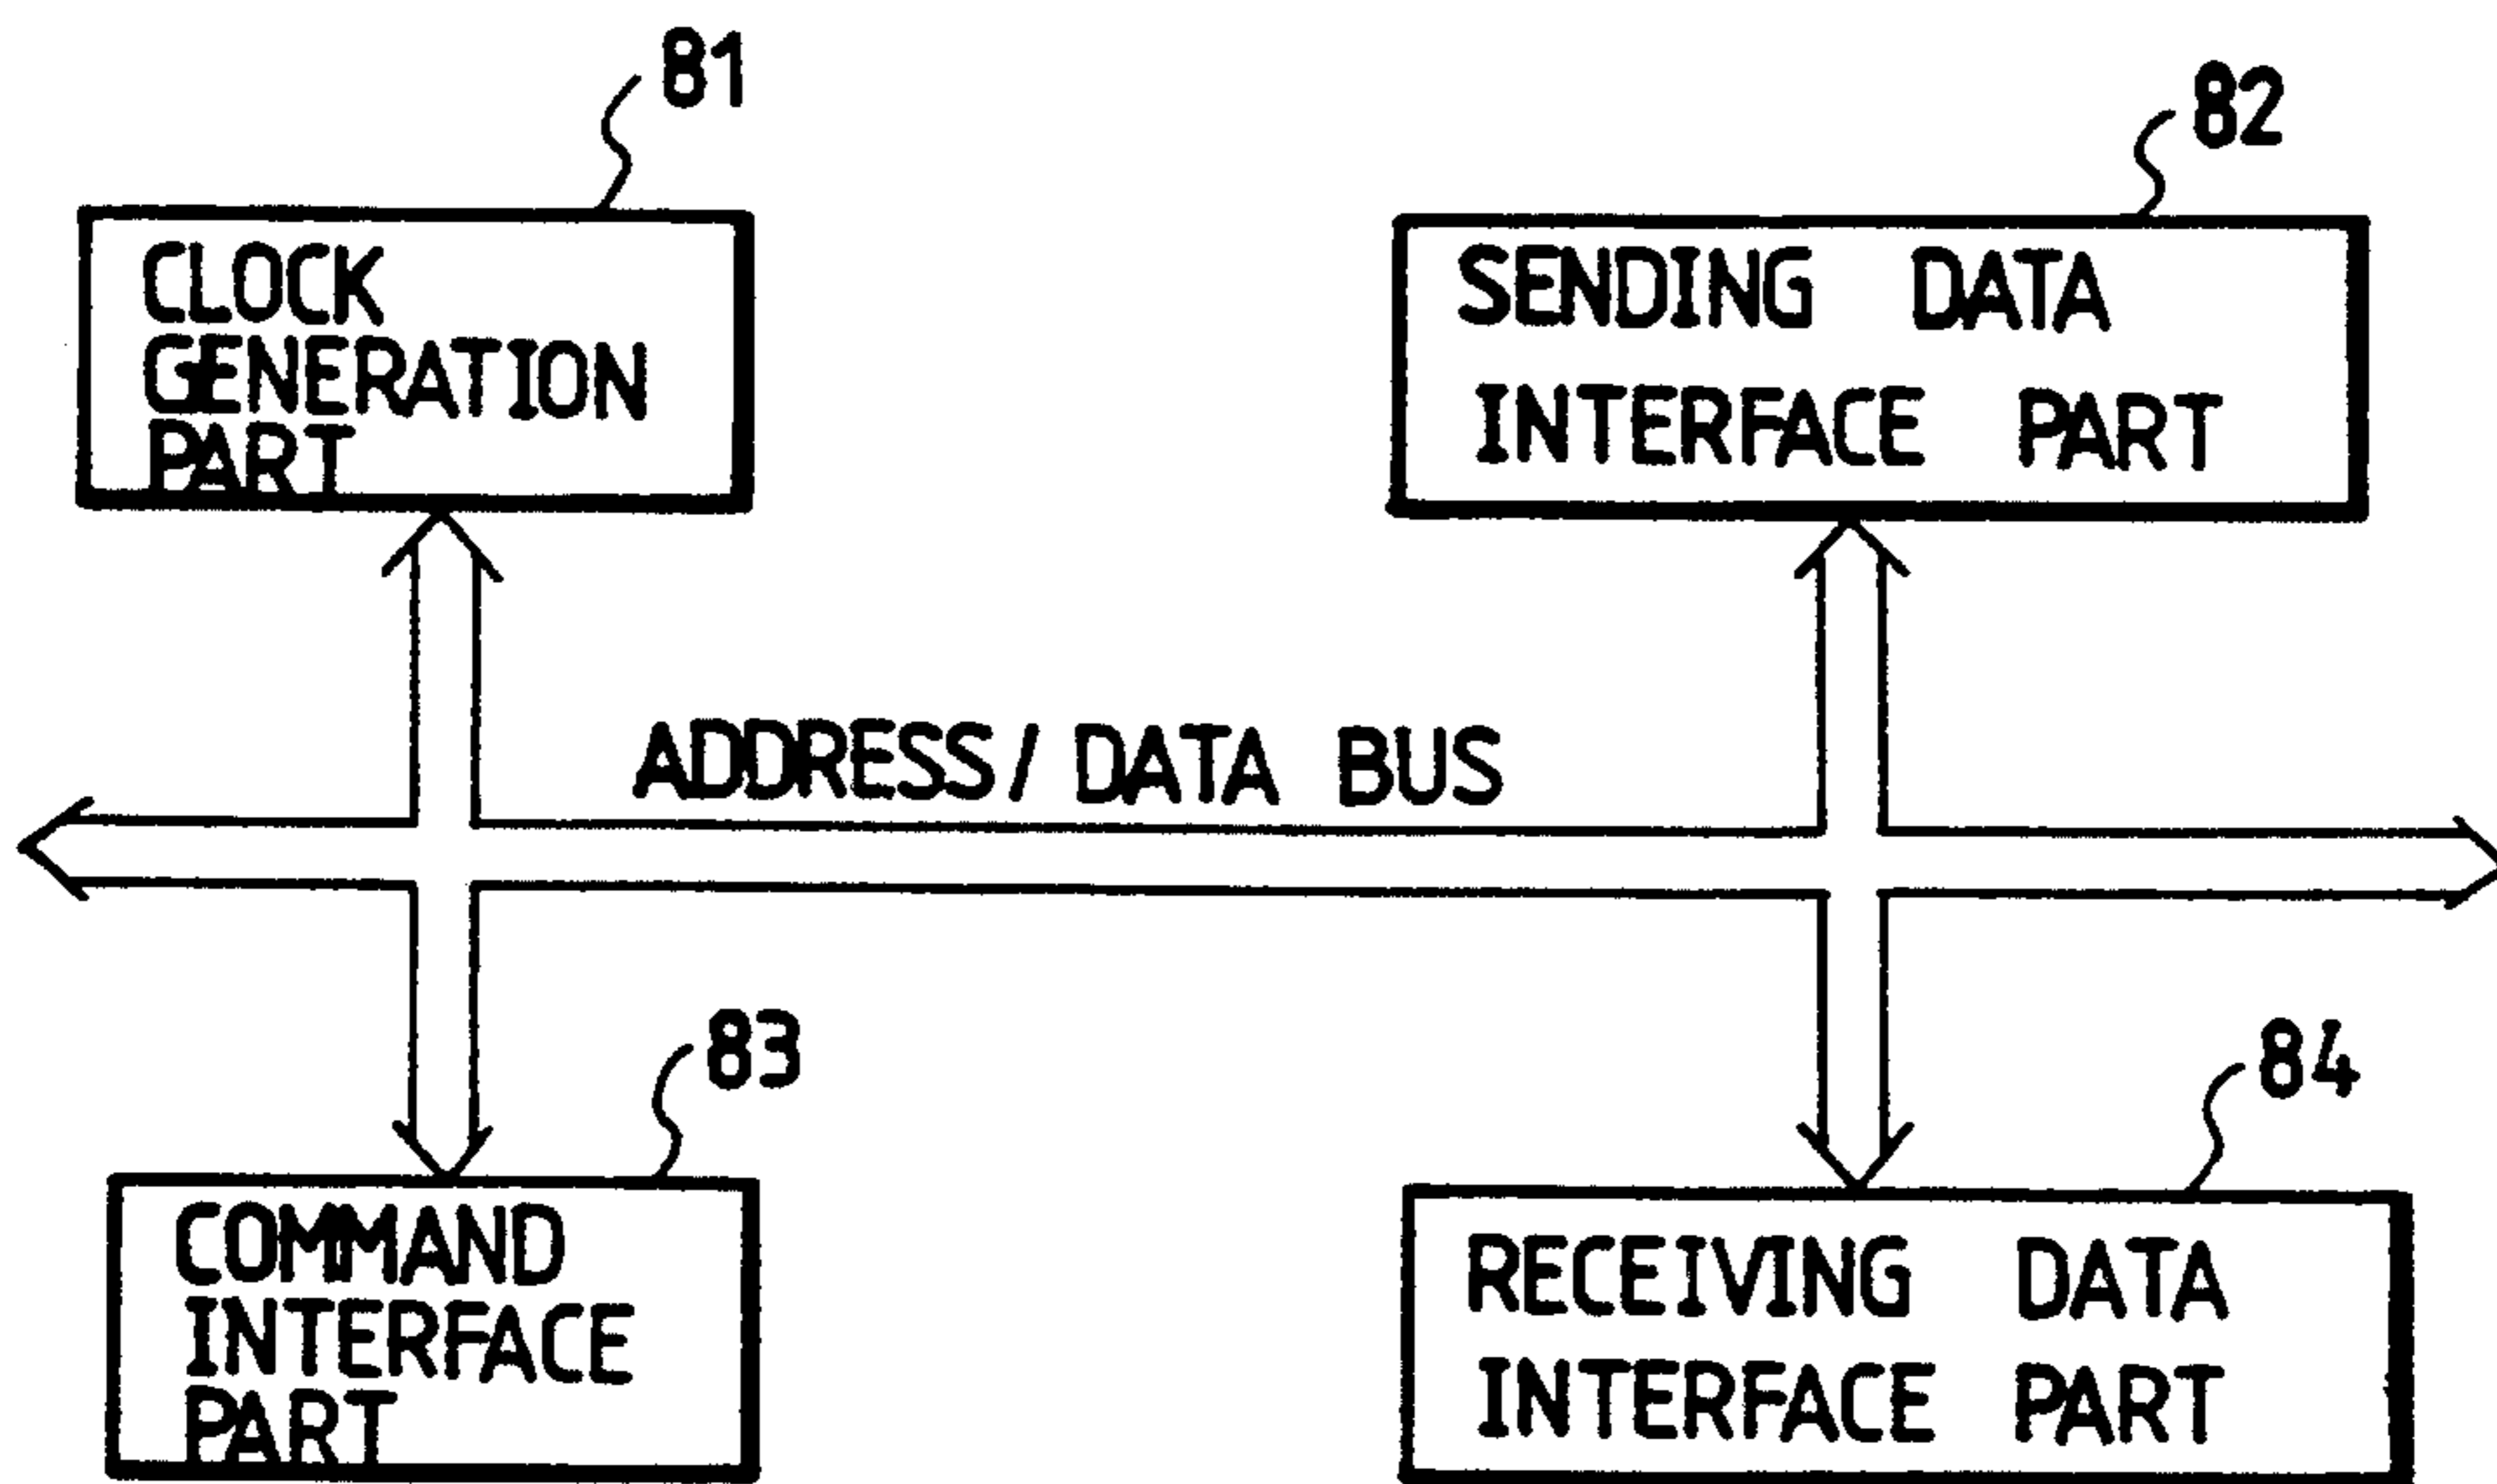 81
CLOCK
GENERATION
PART
82
SENDING DATA
INTERFACE PART
ADDRESS/DATA BUS
83
COMMAND
INTERFACE
PART
84
RECEIVING DATA
INTERFACE PART